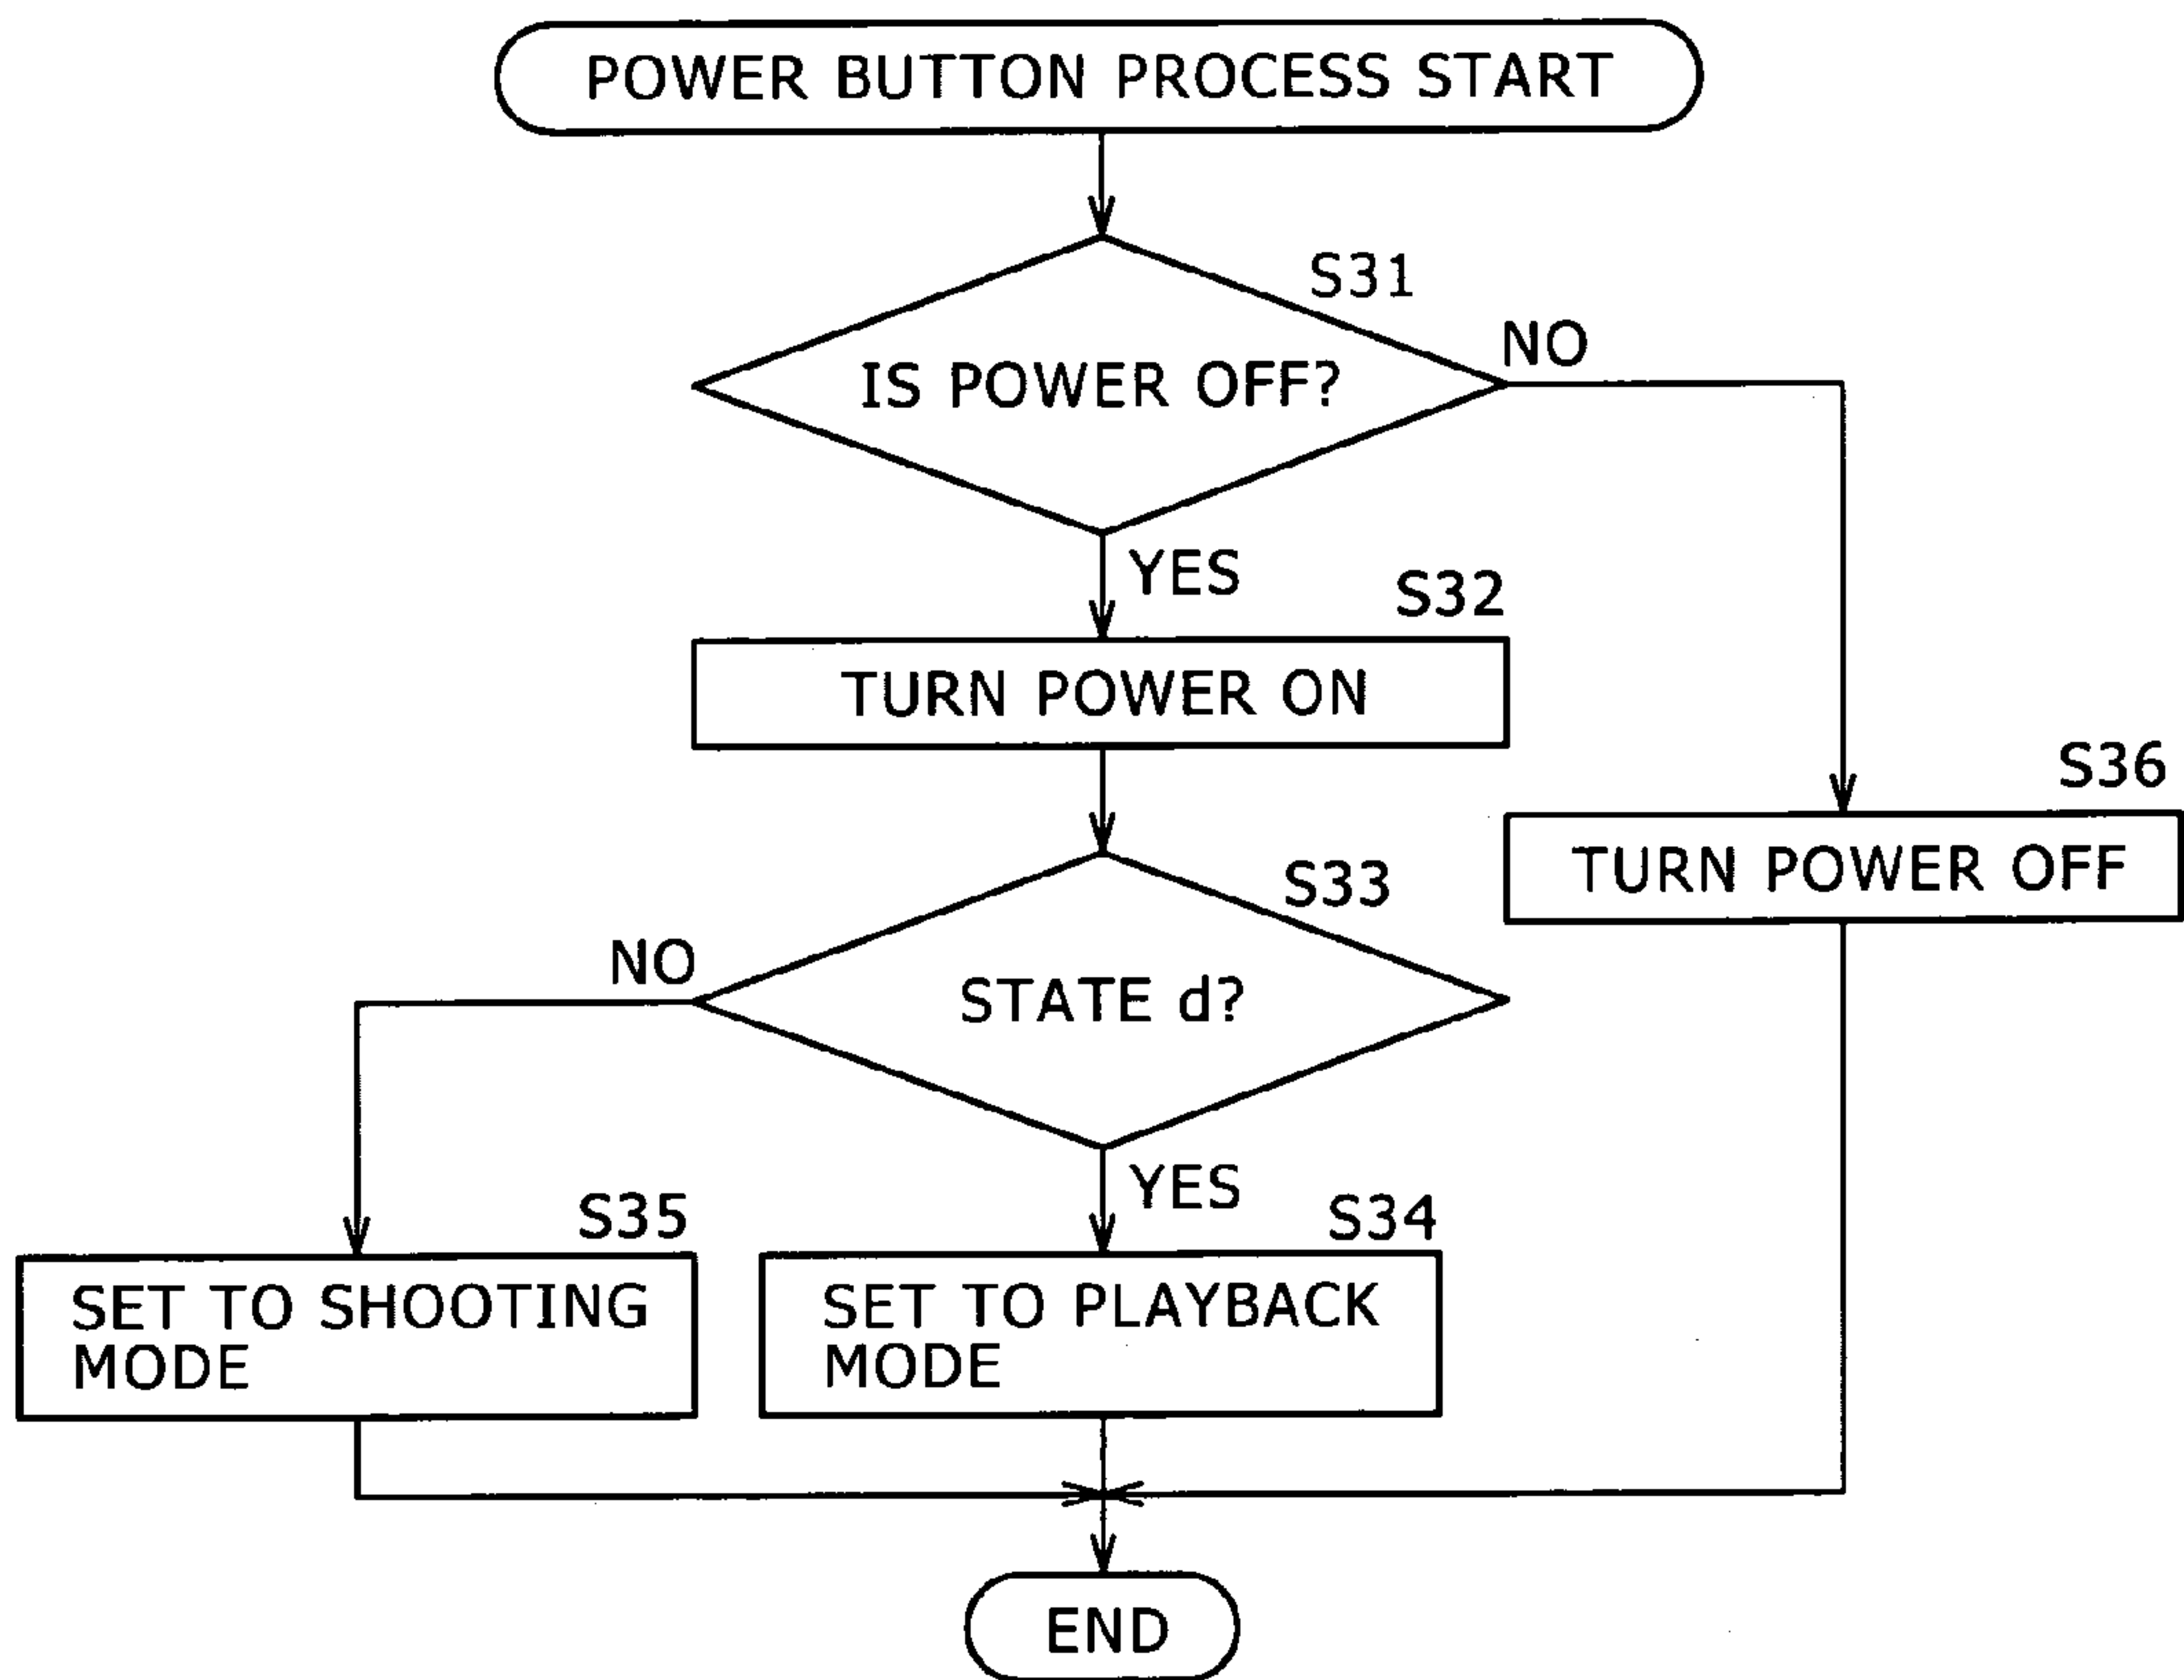 POWER BUTTON PROCESS START
S31
NO
IS POWER OFF?
YES
S32
TURN POWER ON
S36
TURN POWER OFF
S33
NO
STATE d?
YES
S35
S34
SET TO SHOOTING
MODE
SET TO PLAYBACK
MODE
END